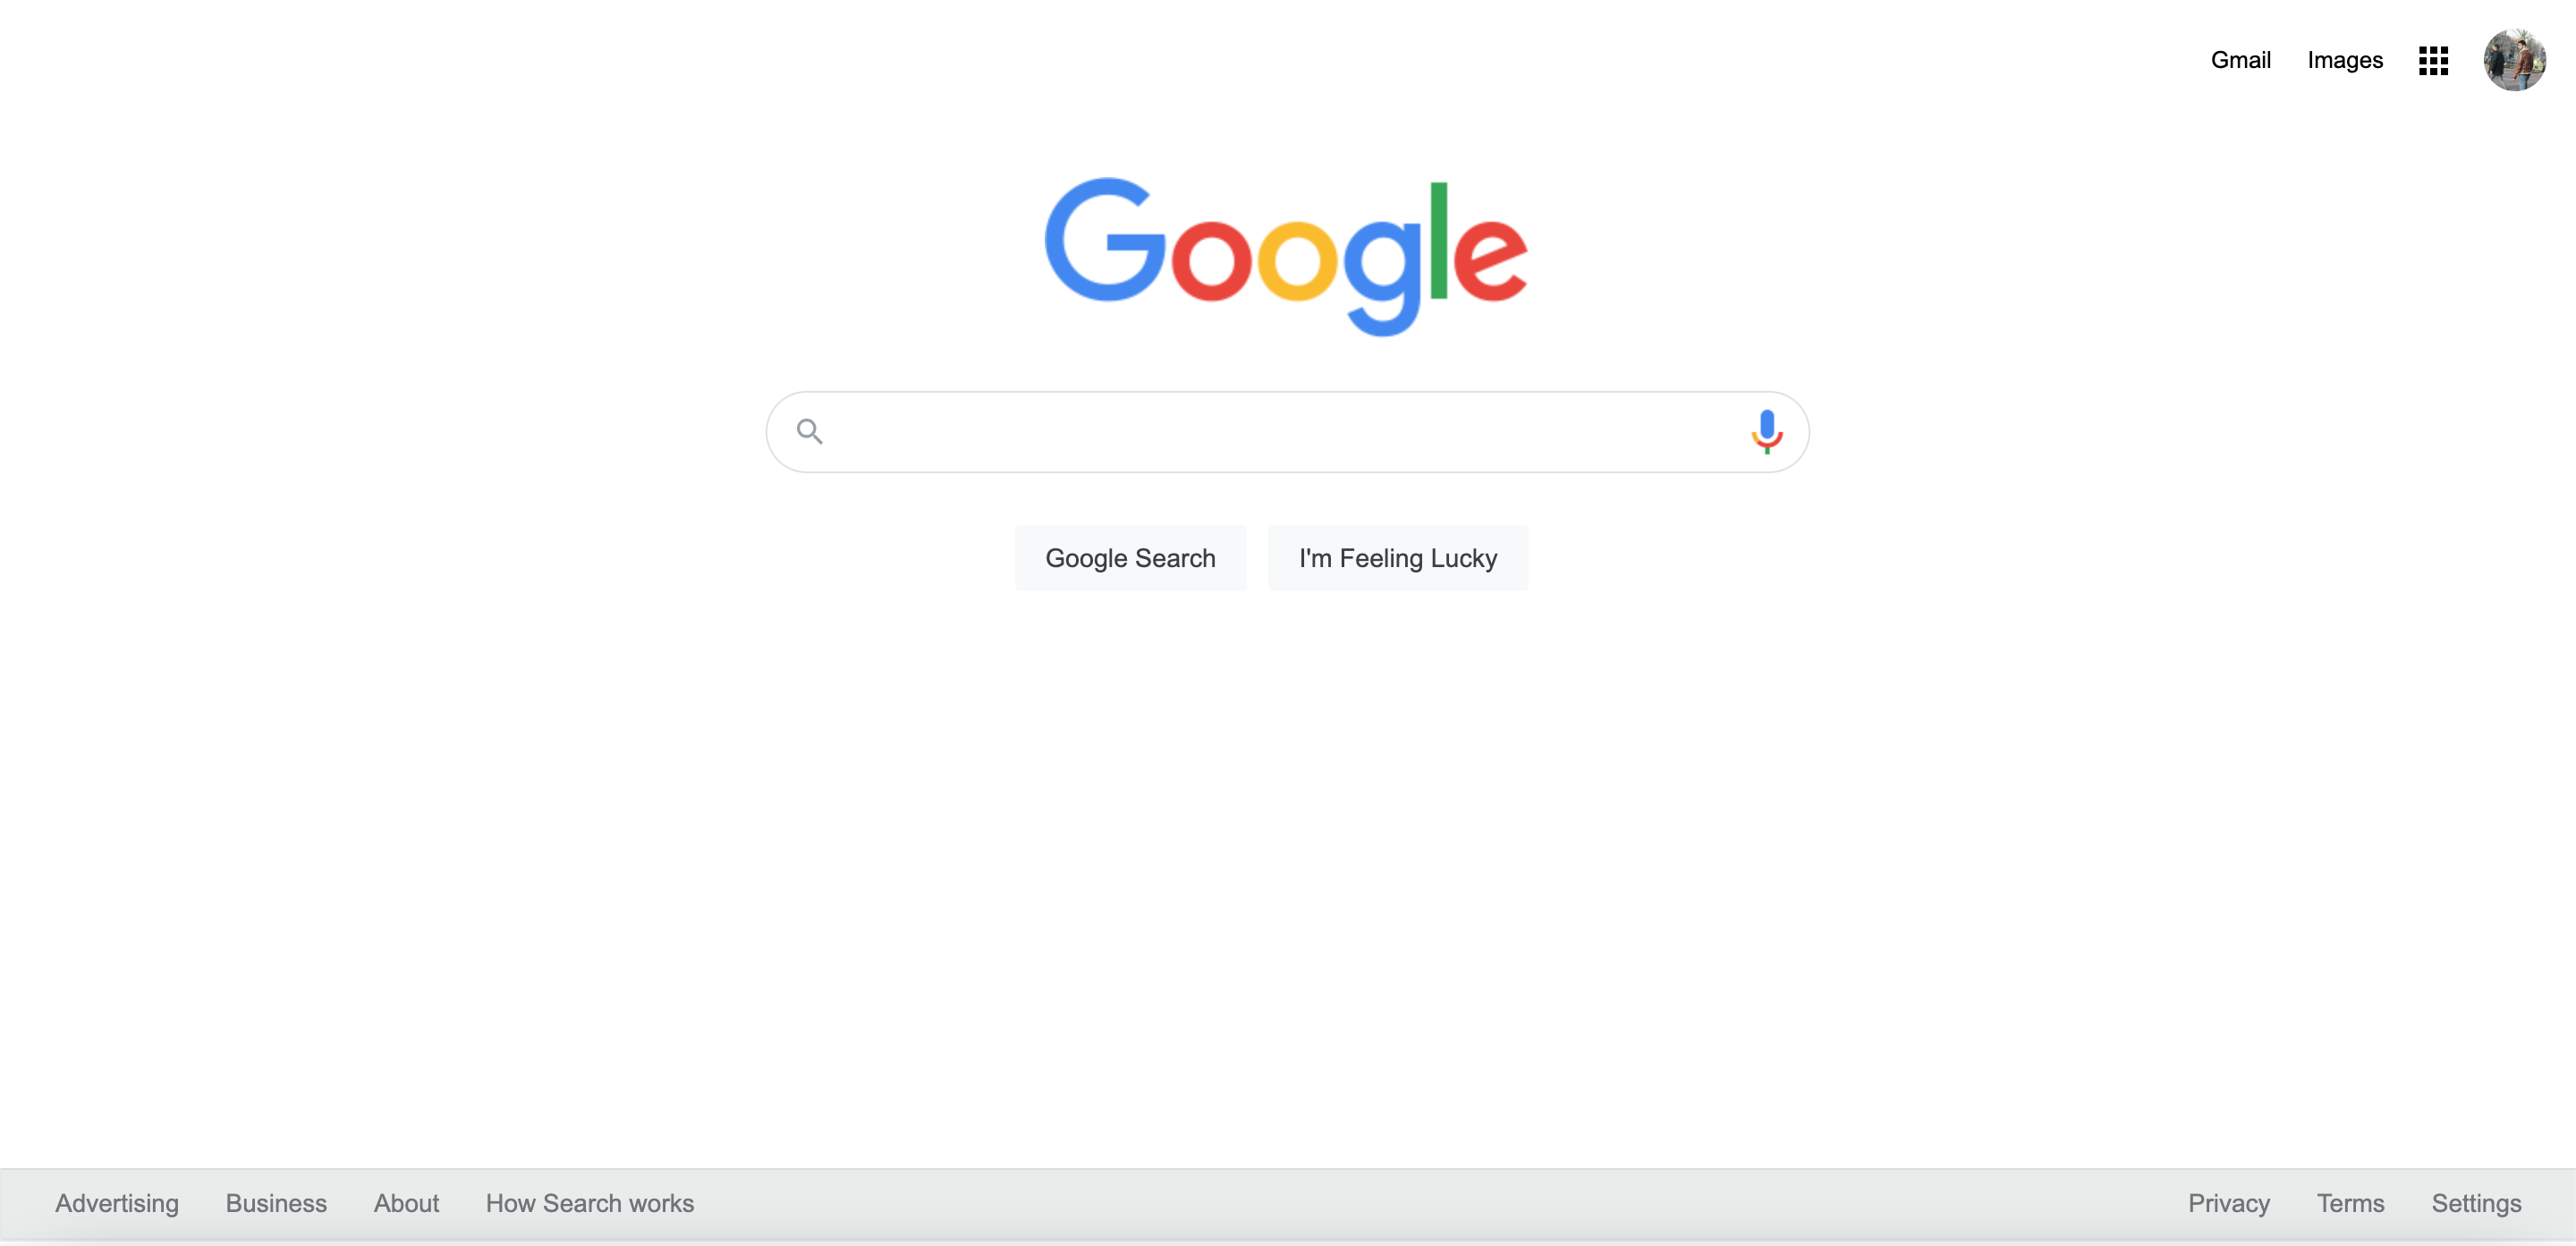 Gmail Images
Google
Google Search I'm Feeling Lucky
Advertising Business About How Search works Privacy Terms Settings